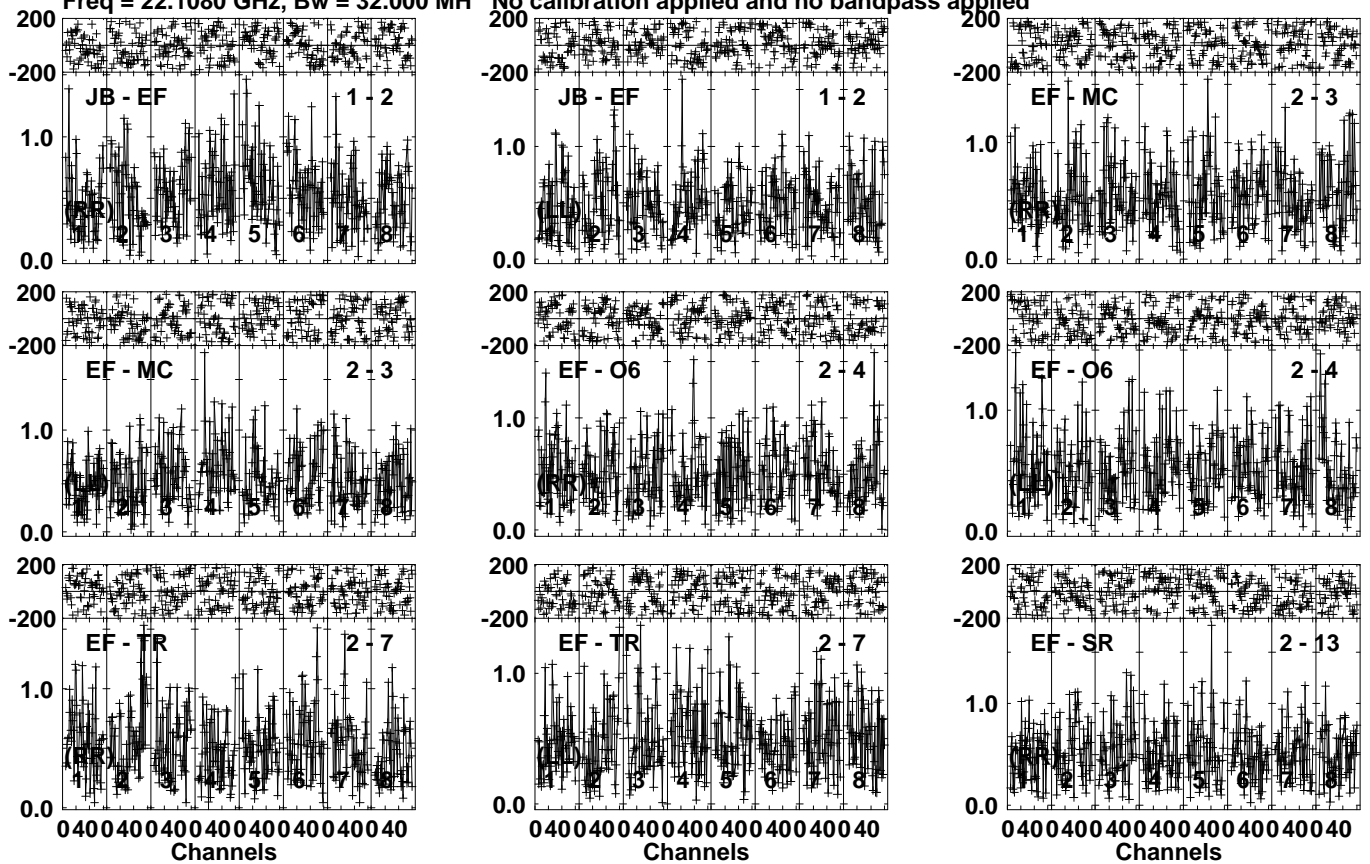 Freq = 22.1080 GHz, Bw = 32.000 MH No calibration applied and no bandpass applied
200
-200
JB - EF 1 - 2
1.0
(RR)
1 2 3 4 5 6 7 8
0.0
JB - EF 1 - 2
1.0
(LL)
1 2 3 4 5 6 7 8
0.0
200
-200
EF - MC 2 - 3
1.0
(RR)
1 2 3 4 5 6 7 8
0.0
200
-200
EF - MC 2 - 3
1.0
(LL)
1 2 3 4 5 6 7 8
0.0
200
-200
EF - O6 2 - 4
1.0
(RR)
1 2 3 4 5 6 7 8
0.0
200
-200
EF - O6 2 - 4
1.0
(LL)
1 2 3 4 5 6 7 8
0.0
200
-200
EF - TR 2 - 7
1.0
(RR)
1 2 3 4 5 6 7 8
0.0
0 40 0 40 0 40 0 40 0 40 0 40 0 40 0 40
Channels
200
-200
EF - TR 2 - 7
1.0
(LL)
1 2 3 4 5 6 7 8
0.0
0 40 0 40 0 40 0 40 0 40 0 40 0 40 0 40
Channels
200
-200
EF - SR 2 - 13
1.0
(RR)
1 2 3 4 5 6 7 8
0.0
0 40 0 40 0 40 0 40 0 40 0 40 0 40 0 40
Channels